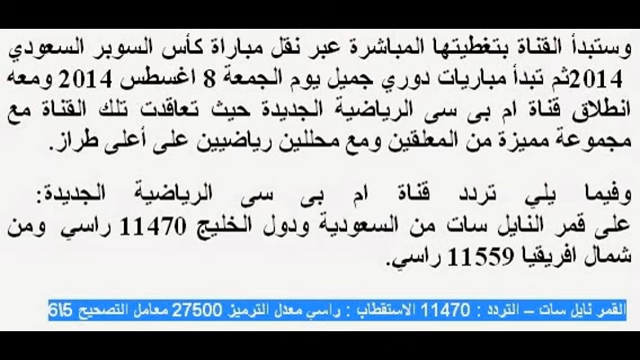 وستبدأ القناة بتغطيتها المباشرة عبر نقل مباراة كأس السوبر السعودي
2014ثم تبدأ مباريات دوري جميل يوم الجمعة 8 اغسطس 2014 ومعه
انطلاق قناة ام بى سى الرياضية الجديدة حيث تعاقدت تلك القناة مع
مجموعة مميزة من المعلقين ومع محللين رياضيين على أعلى طراز.
وفيما يلي تردد قناة ام بى سى الرياضية الجديدة:
على قمر النايل سات من السعودية ودول الخليج 11470 راسي ومن
شمال افريقيا 11559 راسي.
القمر نايل سات – التردد : 11470 الاستقطاب : راسي معدل الترميز 27500 معامل التصحيح 5\6